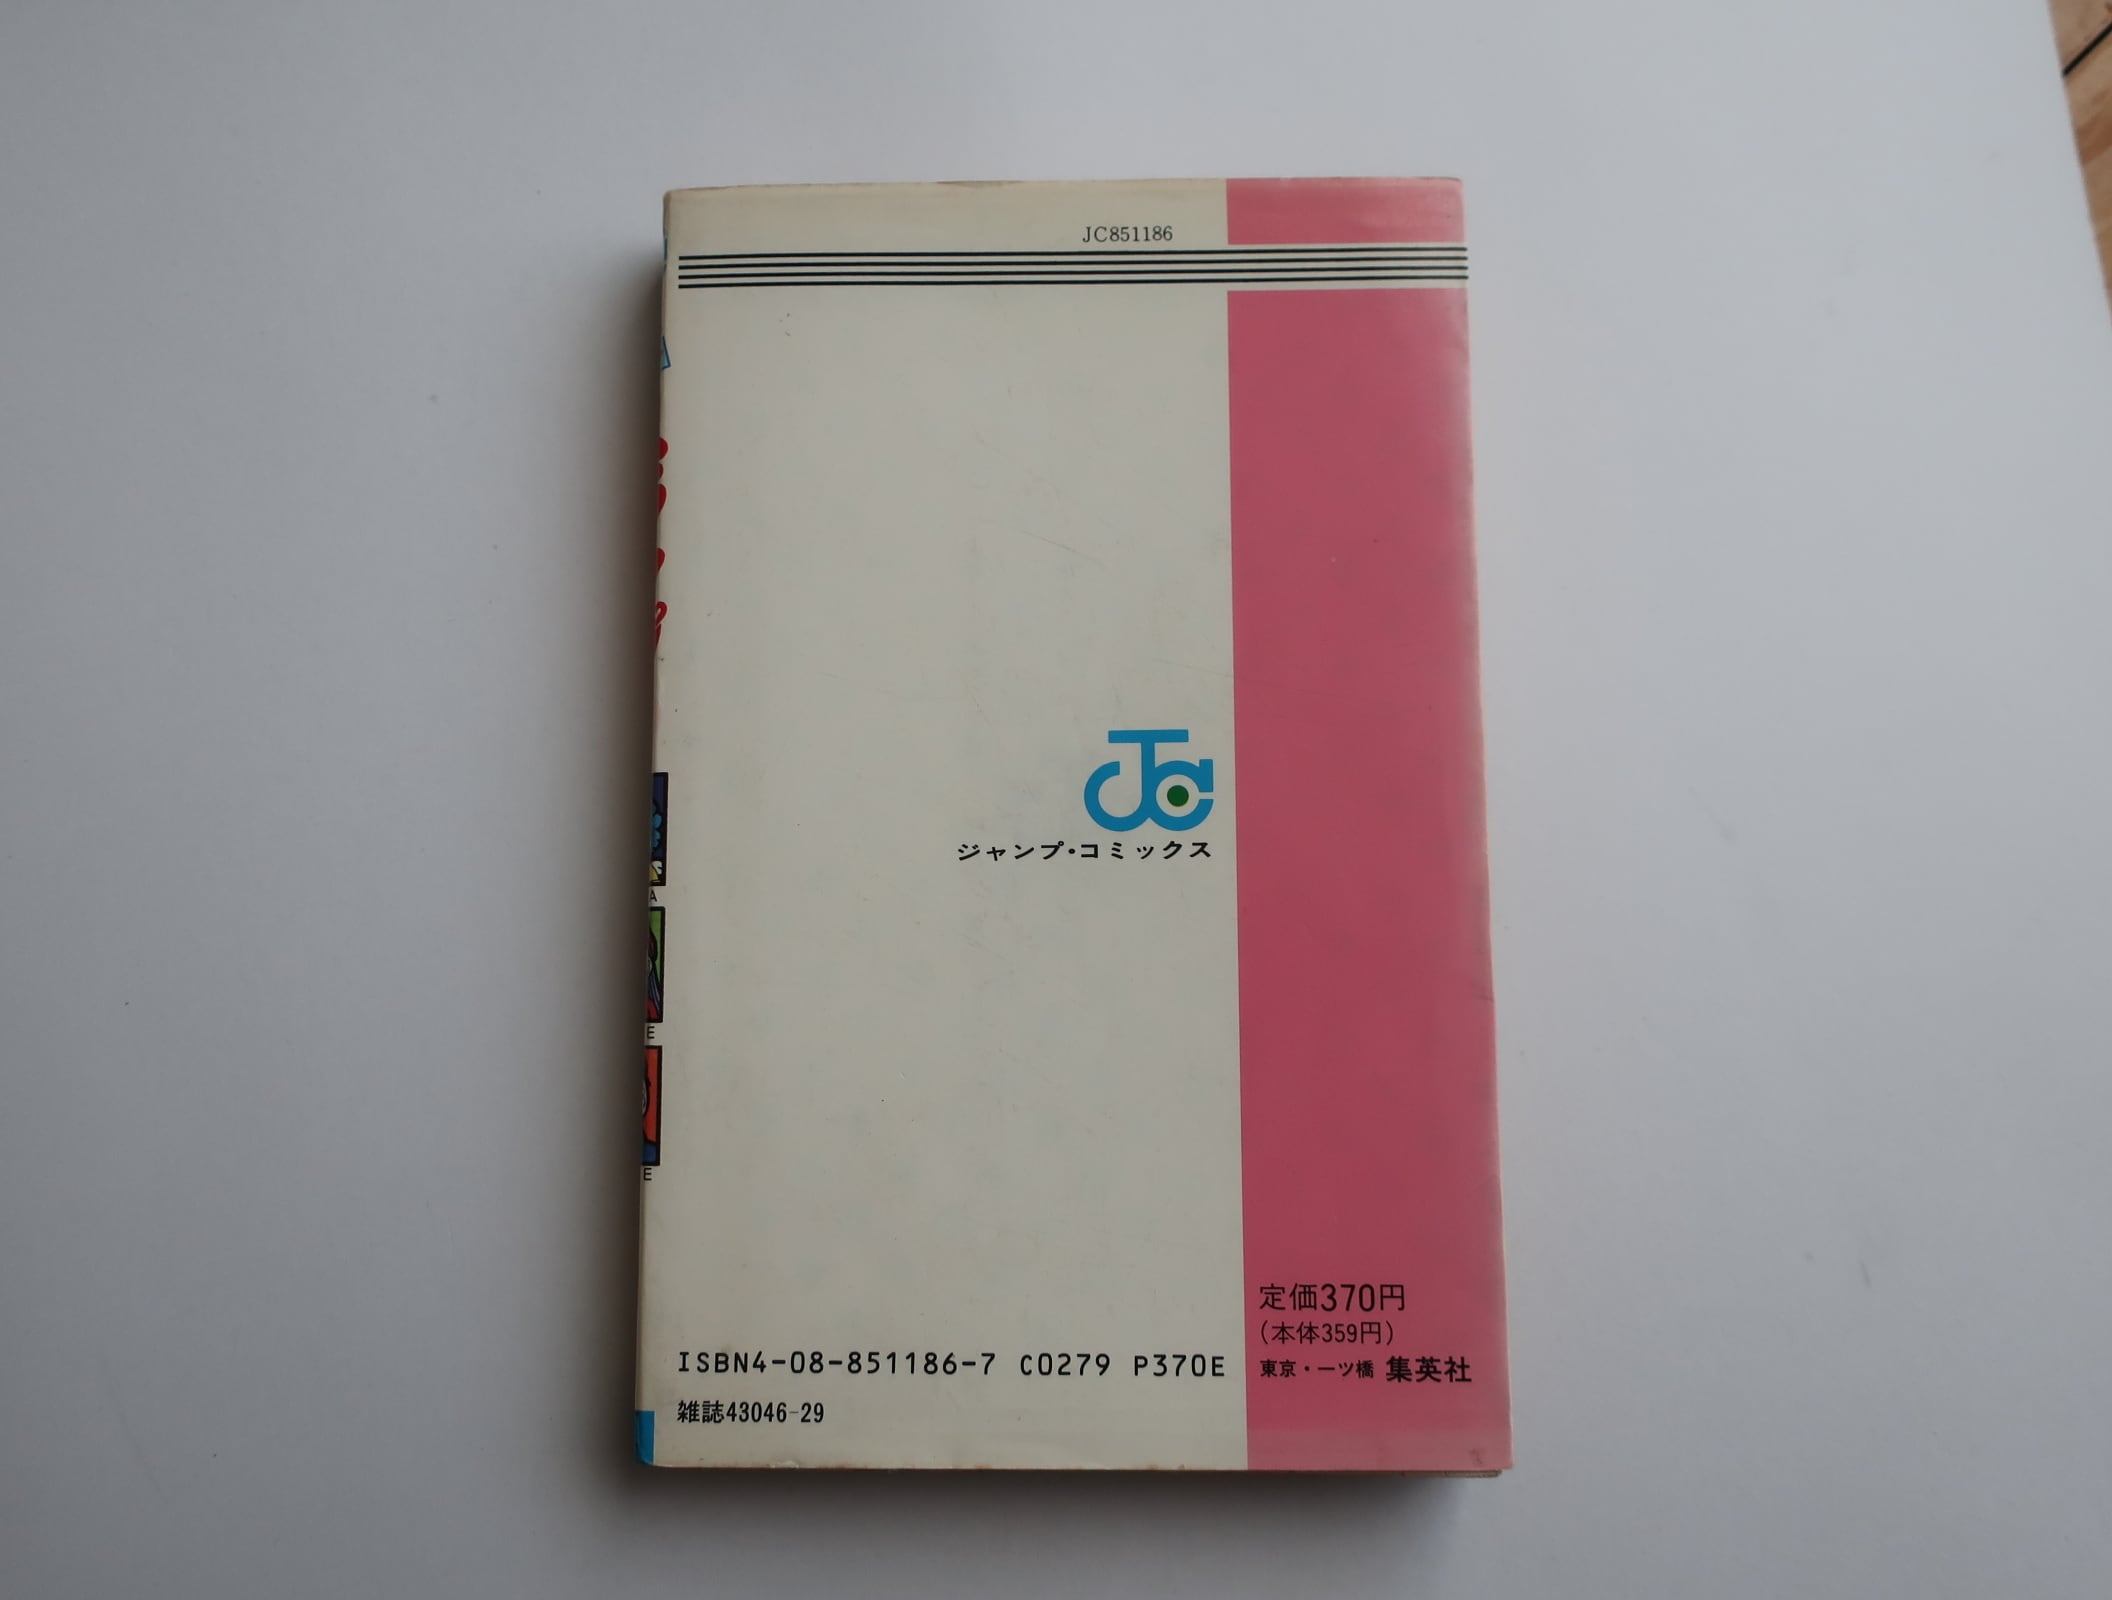 JC851186
JC
ジャンプ・コミックス
定価370円
(本体359円)
東京・一ツ橋 集英社
ISBN4-08-851186-7 C0279 P370E
雑誌43046-29
A
E
E